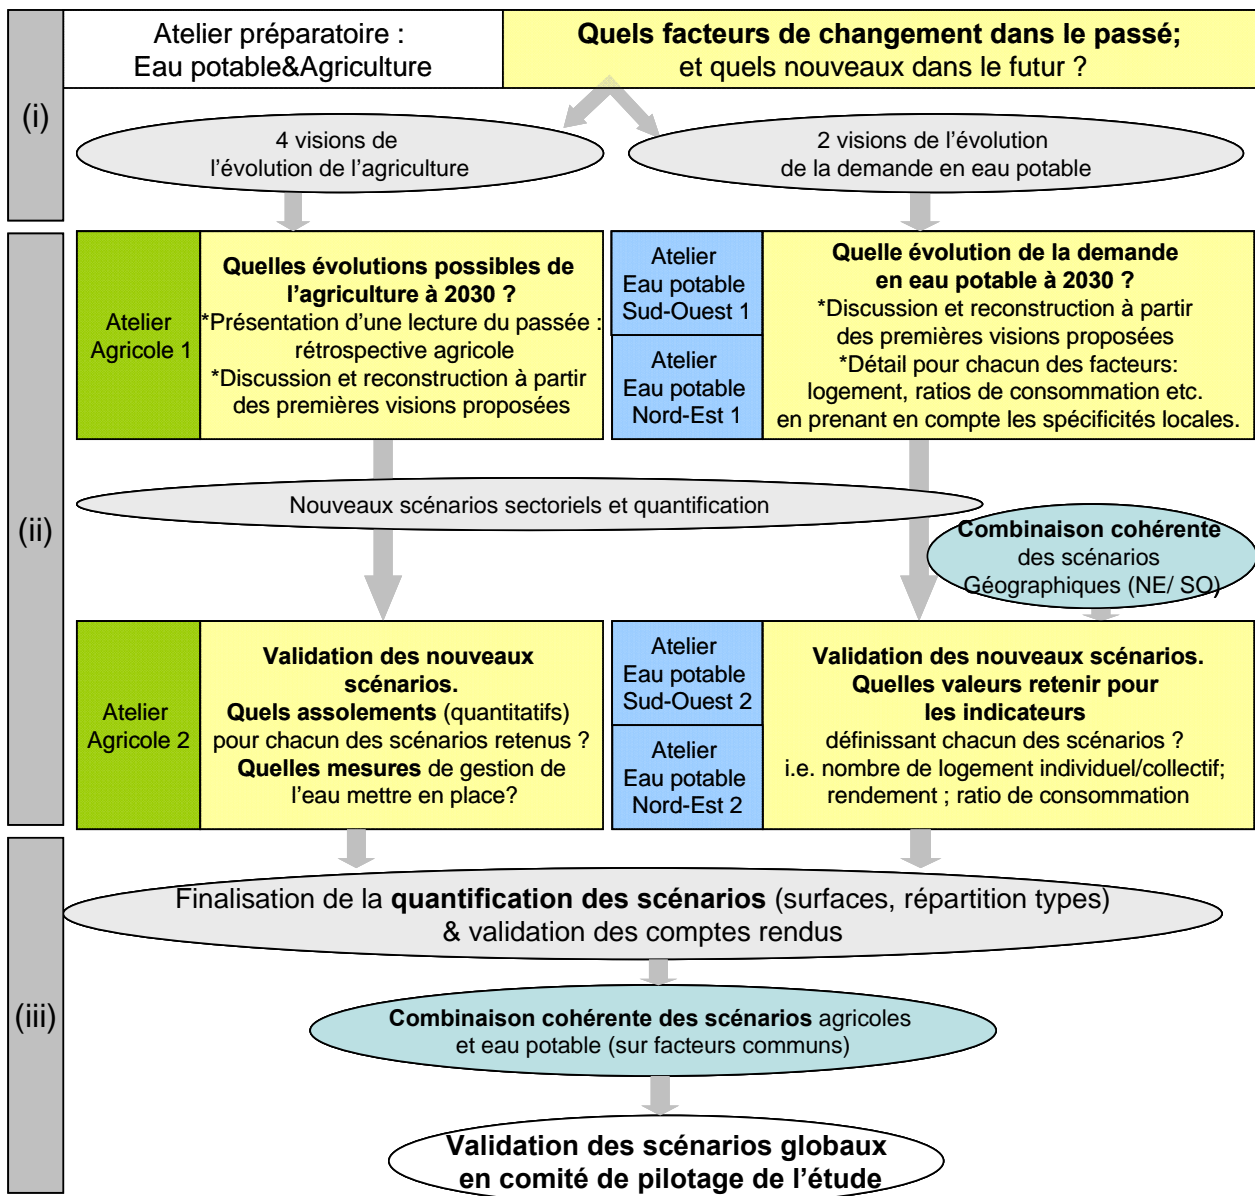 (i)
Atelier préparatoire :
Eau potable&Agriculture
Quels facteurs de changement dans le passé;
et quels nouveaux dans le futur ?
4 visions de
l'évolution de l'agriculture
2 visions de l'évolution
de la demande en eau potable
(ii)
Atelier
Agricole 1
Quelles évolutions possibles de
l'agriculture à 2030 ?
*Présentation d'une lecture du passée :
rétrospective agricole
*Discussion et reconstruction à partir
des premières visions proposées
Atelier
Eau potable
Sud-Ouest 1
Atelier
Eau potable
Nord-Est 1
Quelle évolution de la demande
en eau potable à 2030 ?
*Discussion et reconstruction à partir
des premières visions proposées
*Détail pour chacun des facteurs:
logement, ratios de consommation etc.
en prenant en compte les spécificités locales.
Nouveaux scénarios sectoriels et quantification
Combinaison cohérente
des scénarios
Géographiques (NE/ SO)
Atelier
Agricole 2
Validation des nouveaux
scénarios.
Quels assolements (quantitatifs)
pour chacun des scénarios retenus ?
Quelles mesures de gestion de
l'eau mettre en place?
Atelier
Eau potable
Sud-Ouest 2
Atelier
Eau potable
Nord-Est 2
Validation des nouveaux scénarios.
Quelles valeurs retenir pour
les indicateurs
définissant chacun des scénarios ?
i.e. nombre de logement individuel/collectif;
rendement ; ratio de consommation
(iii)
Finalisation de la quantification des scénarios (surfaces, répartition types)
& validation des comptes rendus
Combinaison cohérente des scénarios agricoles
et eau potable (sur facteurs communs)
Validation des scénarios globaux
en comité de pilotage de l'étude